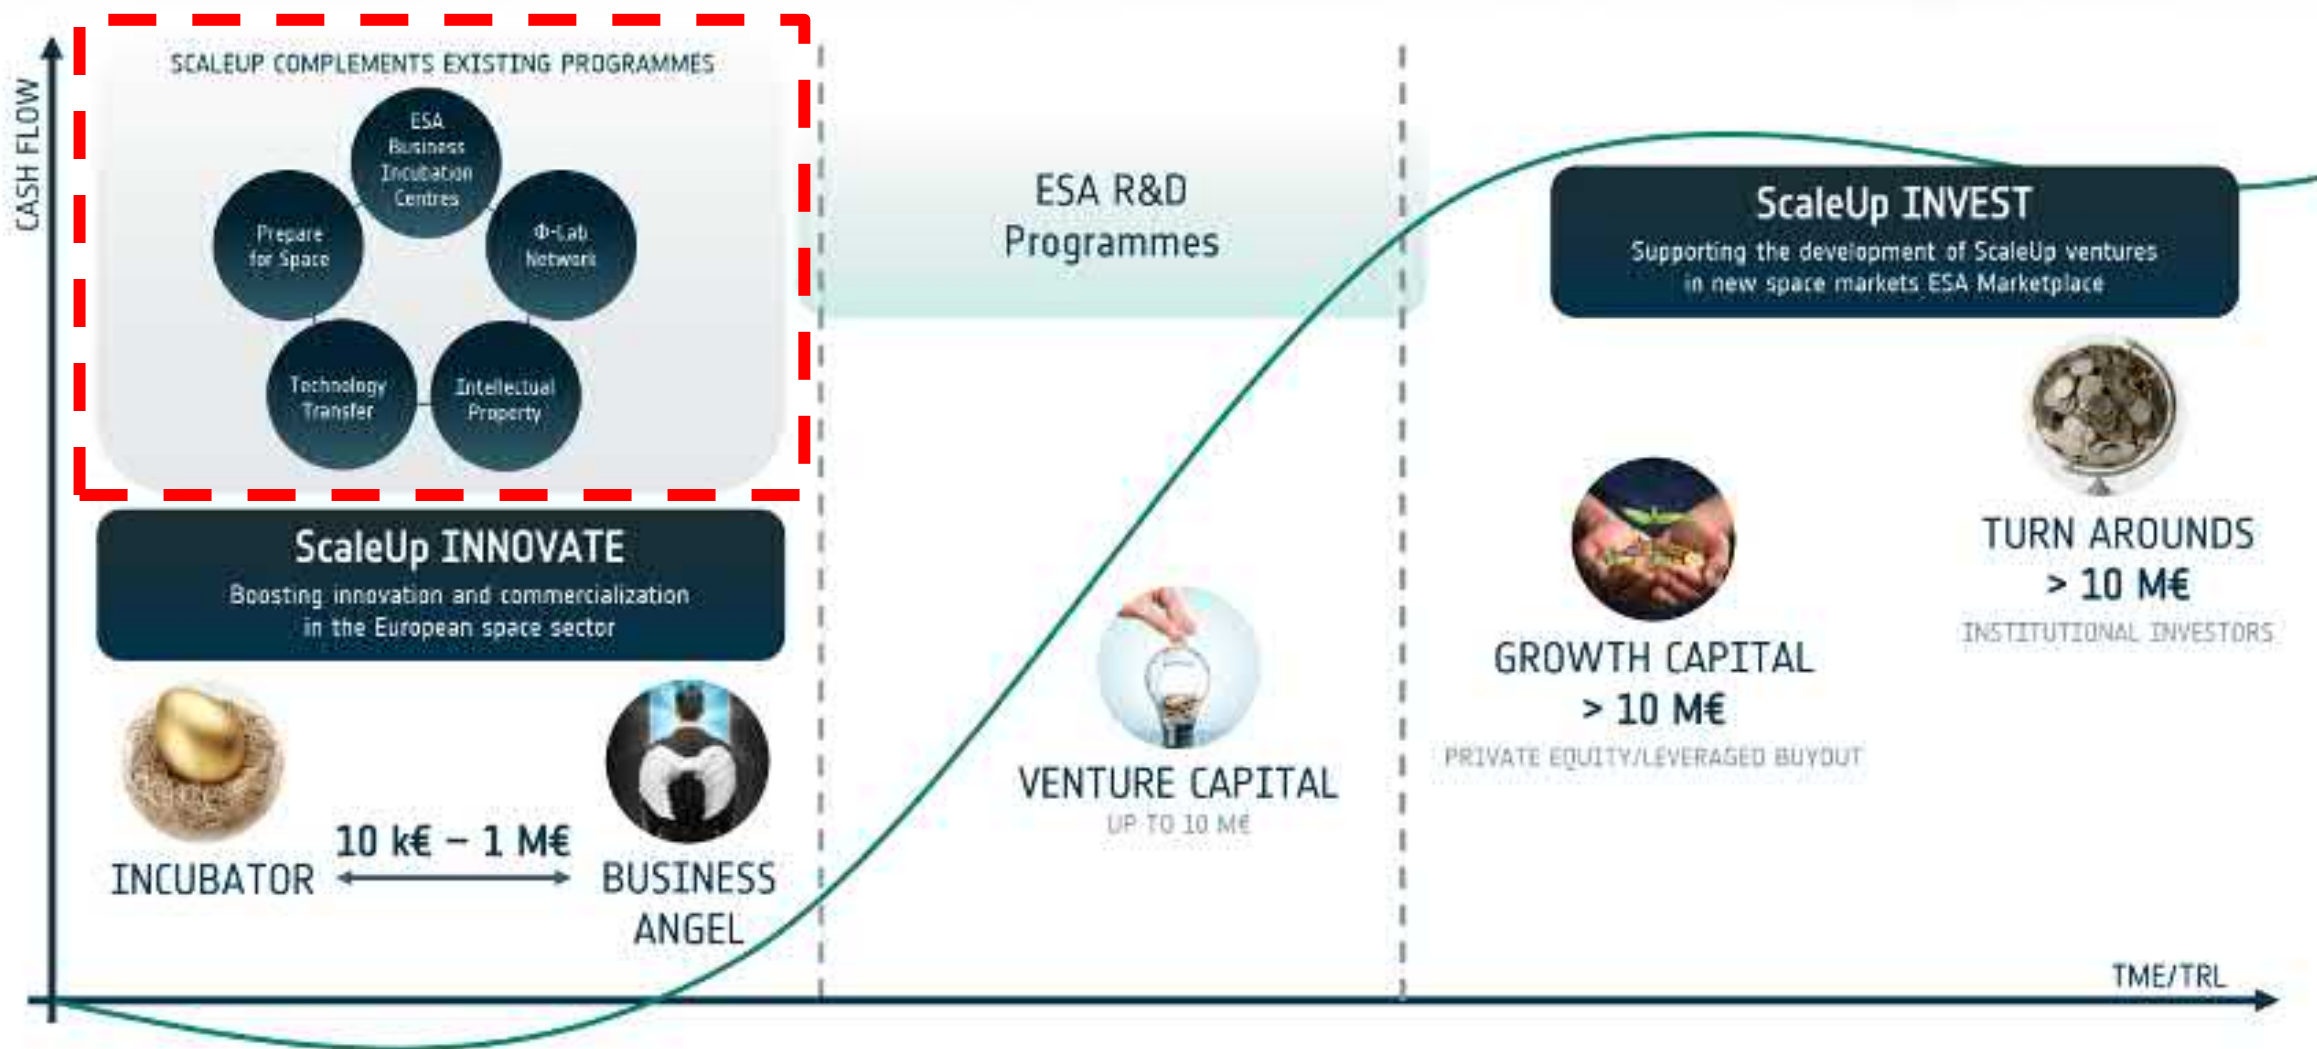 CASH FLOW
SCALEUP COMPLEMENTS EXISTING PROGRAMMES
ESA
Business
Incubation
Centres
Prepare
for Space
Φ-Lab
Network
Technology
Transfer
Intellectual
Property
ScaleUp INNOVATE
Boosting innovation and commercialization
in the European space sector
INCUBATOR
10 k€ – 1 M€
BUSINESS
ANGEL
ESA R&D
Programmes
VENTURE CAPITAL
UP TO 10 M€
ScaleUp INVEST
Supporting the development of ScaleUp ventures
in new space markets ESA Marketplace
GROWTH CAPITAL
> 10 M€
PRIVATE EQUITY/LEVERAGED BUYOUT
TURN AROUNDS
> 10 M€
INSTITUTIONAL INVESTORS
TME/TRL